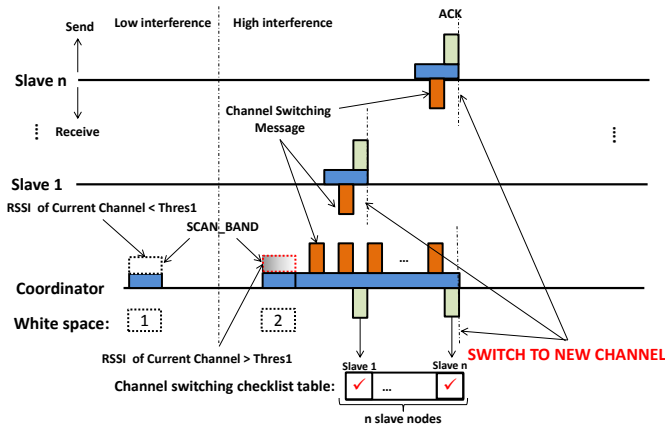 ACK
Send
Low interference
High interference
Slave n
Channel Switching
Message
Receive
Slave 1
RSSI of Current Channel < Thres1
SCAN_BAND
...
Coordinator
White space:
1
2
RSSI of Current Channel > Thres1
SWITCH TO NEW CHANNEL
Slave 1
Slave n
Channel switching checklist table:
✓ ... ✓
n slave nodes